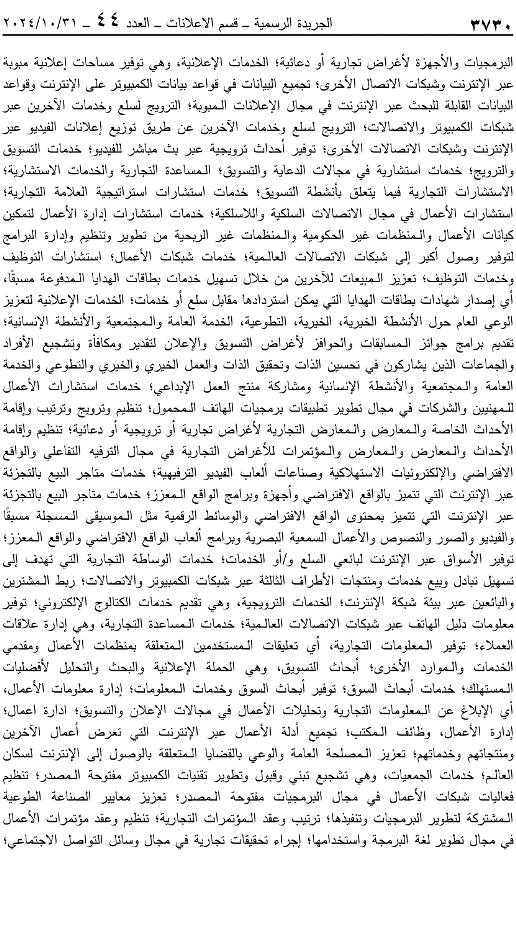 ٣٧٣٠ الجريدة الرسمية – قسم الاعلانات – العدد ٤٤ – ٢٠٢٤/١٠/٣١
البرمجيات والأجهزة لأغراض تجارية أو دعائية؛ الخدمات الإعلانية، وهي توفير مساحات إعلانية مبوبة
عبر الإنترنت وشبكات الاتصال الأخرى؛ تجميع البيانات في قواعد بيانات الكمبيوتر على الإنترنت وقواعد
البيانات القابلة للبحث عبر الإنترنت في مجال الإعلانات المبوبة؛ الترويج لسلع وخدمات الآخرين عبر
شبكات الكمبيوتر والاتصالات؛ الترويج لسلع وخدمات الآخرين عن طريق توزيع إعلانات الفيديو عبر
الإنترنت وشبكات الاتصالات الأخرى؛ توفير أحداث ترويجية عبر بث مباشر للفيديو؛ خدمات التسويق
والترويج؛ خدمات استشارية في مجالات الدعاية والتسويق؛ المساعدة التجارية والخدمات الاستشارية؛
الاستشارات التجارية فيما يتعلق بأنشطة التسويق؛ خدمات استشارات استراتيجية العلامة التجارية؛
استشارات الأعمال في مجال الاتصالات السلكية واللاسلكية؛ خدمات استشارات إدارة الأعمال لتمكين
كيانات الأعمال والمنظمات غير الحكومية والمنظمات غير الربحية من تطوير وتنظيم وإدارة البرامج
لتوفير وصول أكبر إلى شبكات الاتصالات العالمية؛ خدمات شبكات الأعمال؛ استشارات التوظيف
وخدمات التوظيف؛ تعزيز المبيعات للآخرين من خلال تسهيل خدمات بطاقات الهدايا المدفوعة مسبقًا،
أي إصدار شهادات بطاقات الهدايا التي يمكن استردادها مقابل سلع أو خدمات؛ الخدمات الإعلانية لتعزيز
الوعي العام حول الأنشطة الخيرية، الخيرية، التطوعية، الخدمة العامة والمجتمعية والأنشطة الإنسانية؛
تقديم برامج جوائز المسابقات والحوافز لأغراض التسويق والإعلان لتقدير ومكافأة وتشجيع الأفراد
والجماعات الذين يشاركون في تحسين الذات وتحقيق الذات والعمل الخيري والخيري والتطوعي والخدمة
العامة والمجتمعية والأنشطة الإنسانية ومشاركة منتج العمل الإبداعي؛ خدمات استشارات الأعمال
للمهنيين والشركات في مجال تطوير تطبيقات برمجيات الهاتف المحمول؛ تنظيم وترويج وترتيب وإقامة
الأحداث الخاصة والمعارض والمعارض التجارية لأغراض تجارية أو ترويجية أو دعائية؛ تنظيم وإقامة
الأحداث والمعارض والمعارض والمؤتمرات للأغراض التجارية في مجال الترفيه التفاعلي والواقع
الافتراضي والإلكترونيات الاستهلاكية وصناعات ألعاب الفيديو الترفيهية؛ خدمات متاجر البيع بالتجزئة
عبر الإنترنت التي تتميز بالواقع الافتراضي وأجهزة وبرامج الواقع المعزز؛ خدمات متاجر البيع بالتجزئة
عبر الإنترنت التي تتميز بمحتوى الواقع الافتراضي والوسائط الرقمية مثل الموسيقى المسجلة مسبقًا
والفيديو والصور والنصوص والأعمال السمعية البصرية وبرامج ألعاب الواقع الافتراضي والواقع المعزز؛
توفير الأسواق عبر الإنترنت لبائعي السلع و/أو الخدمات؛ خدمات الوساطة التجارية التي تهدف إلى
تسهيل تبادل وبيع خدمات ومنتجات الأطراف الثالثة عبر شبكات الكمبيوتر والاتصالات؛ ربط المشترين
والبائعين عبر بيئة شبكة الإنترنت؛ الخدمات الترويجية، وهي تقديم خدمات الكتالوج الإلكتروني؛ توفير
معلومات دليل الهاتف عبر شبكات الاتصالات العالمية؛ خدمات المساعدة التجارية، وهي إدارة علاقات
العملاء؛ توفير المعلومات التجارية، أي تعليقات المستخدمين المتعلقة بمنظمات الأعمال ومقدمي
الخدمات والموارد الأخرى؛ أبحاث التسويق، وهي الحملة الإعلانية والبحث والتحليل لأفضليات
المستهلك؛ خدمات أبحاث السوق؛ توفير أبحاث السوق وخدمات المعلومات؛ إدارة معلومات الأعمال،
أي الإبلاغ عن المعلومات التجارية وتحليلات الأعمال في مجالات الإعلان والتسويق؛ ادارة اعمال؛
إدارة الأعمال، وظائف المكتب؛ تجميع أدلة الأعمال عبر الإنترنت التي تعرض أعمال الآخرين
ومنتجاتهم وخدماتهم؛ تعزيز المصلحة العامة والوعي بالقضايا المتعلقة بالوصول إلى الإنترنت لسكان
العالم؛ خدمات الجمعيات، وهي تشجيع تبني وقبول وتطوير تقنيات الكمبيوتر مفتوحة المصدر؛ تنظيم
فعاليات شبكات الأعمال في مجال البرمجيات مفتوحة المصدر؛ تعزيز معايير الصناعة الطوعية
المشتركة لتطوير البرمجيات وتنفيذها؛ ترتيب وعقد المؤتمرات التجارية؛ تنظيم وعقد مؤتمرات الأعمال
في مجال تطوير لغة البرمجة واستخدامها؛ إجراء تحقيقات تجارية في مجال وسائل التواصل الاجتماعي؛